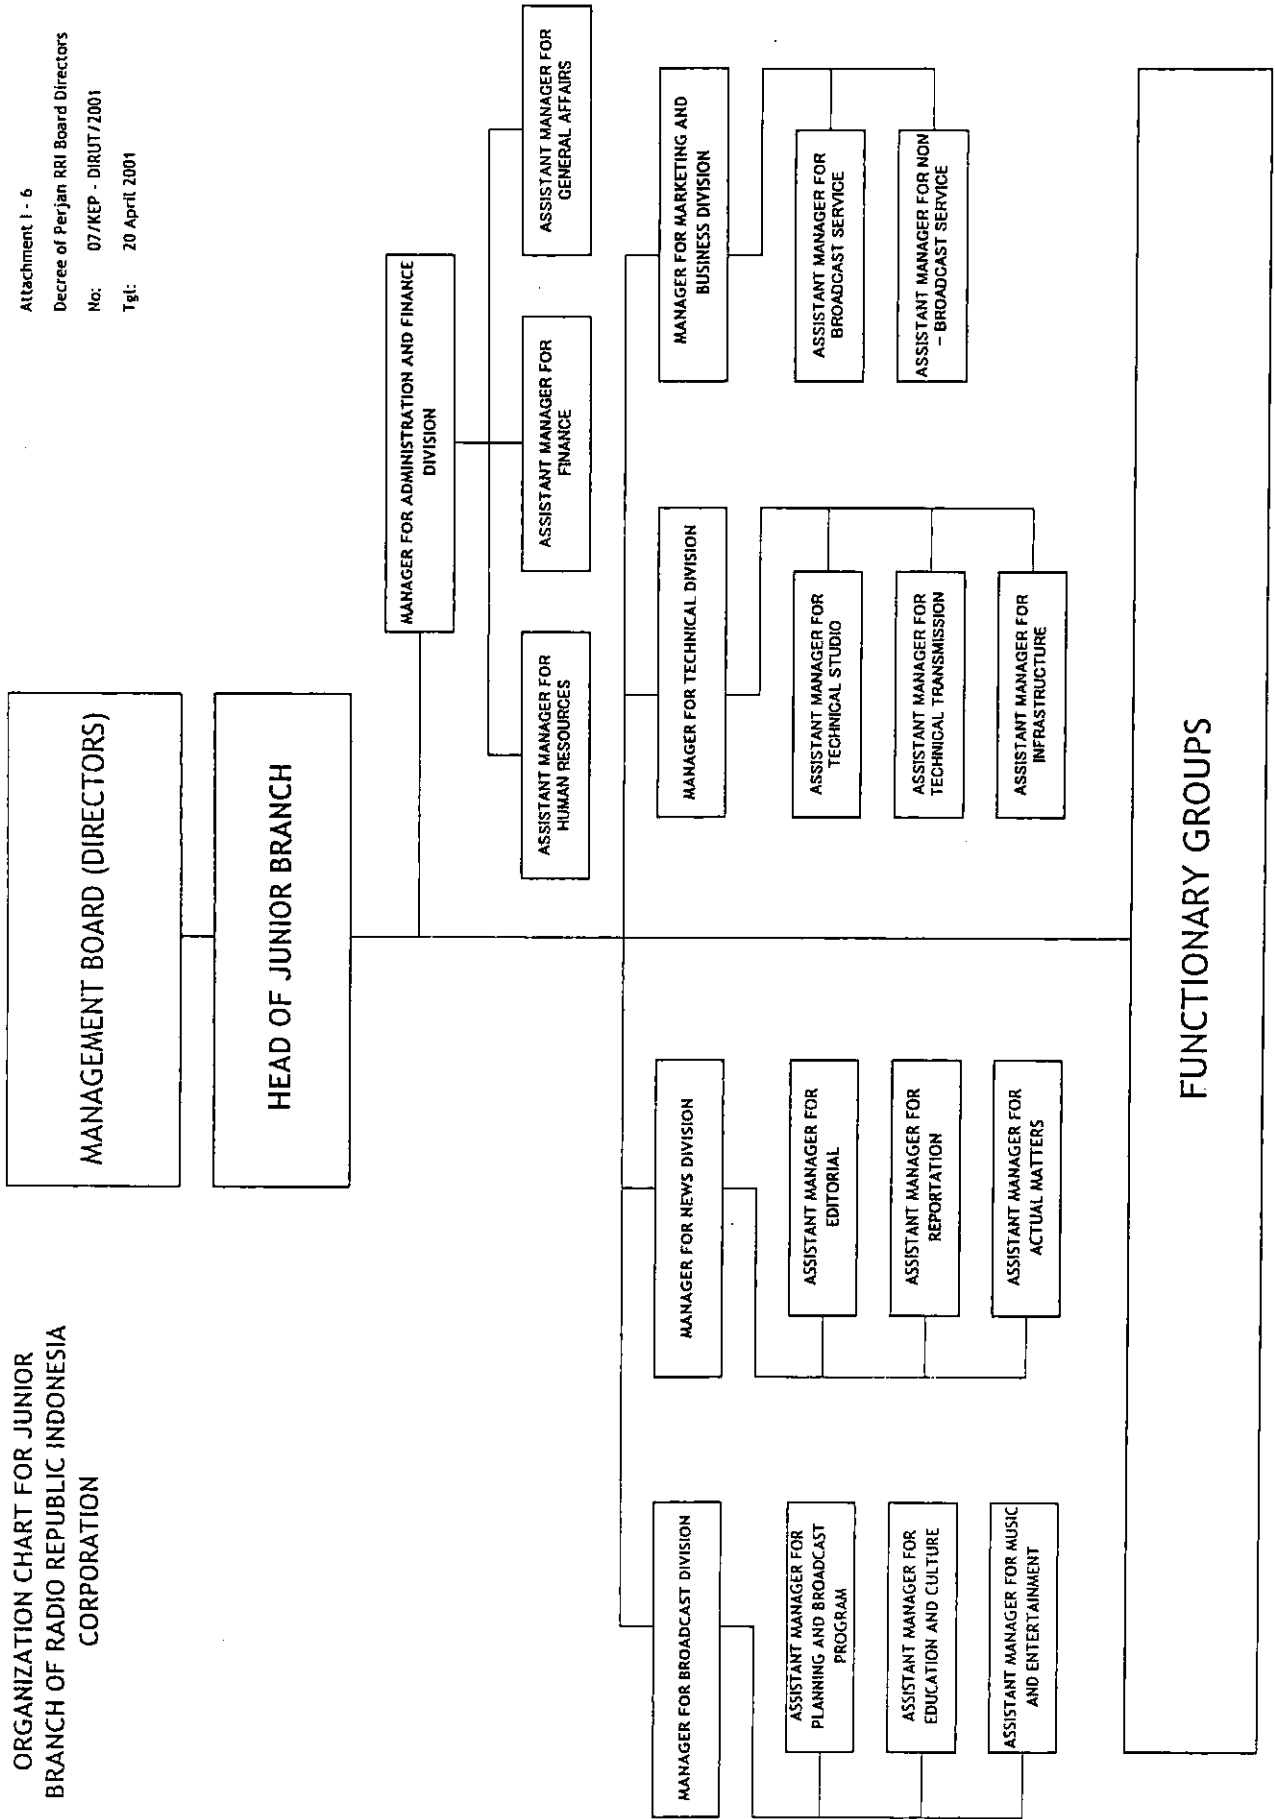 ORGANIZATION CHART FOR JUNIOR
BRANCH OF RADIO REPUBLIC INDONESIA
CORPORATION
Attachment I - 6
Decree of Perjan RRI Board Directors
No: 07/KEP - DIRUT/2001
Tgl: 20 April 2001
MANAGEMENT BOARD (DIRECTORS)
HEAD OF JUNIOR BRANCH
MANAGER FOR ADMINISTRATION AND FINANCE
DIVISION
ASSISTANT MANAGER FOR
HUMAN RESOURCES
ASSISTANT MANAGER FOR
FINANCE
ASSISTANT MANAGER FOR
GENERAL AFFAIRS
MANAGER FOR BROADCAST DIVISION
ASSISTANT MANAGER FOR
PLANNING AND BROADCAST
PROGRAM
ASSISTANT MANAGER FOR
EDUCATION AND CULTURE
ASSISTANT MANAGER FOR MUSIC
AND ENTERTAINMENT
MANAGER FOR NEWS DIVISION
ASSISTANT MANAGER FOR
EDITORIAL
ASSISTANT MANAGER FOR
REPORTATION
ASSISTANT MANAGER FOR
ACTUAL MATTERS
MANAGER FOR TECHNICAL DIVISION
ASSISTANT MANAGER FOR
TECHNICAL STUDIO
ASSISTANT MANAGER FOR
TECHNICAL TRANSMISSION
ASSISTANT MANAGER FOR
INFRASTRUCTURE
MANAGER FOR MARKETING AND
BUSINESS DIVISION
ASSISTANT MANAGER FOR
BROADCAST SERVICE
ASSISTANT MANAGER FOR NON
– BROADCAST SERVICE
FUNCTIONARY GROUPS